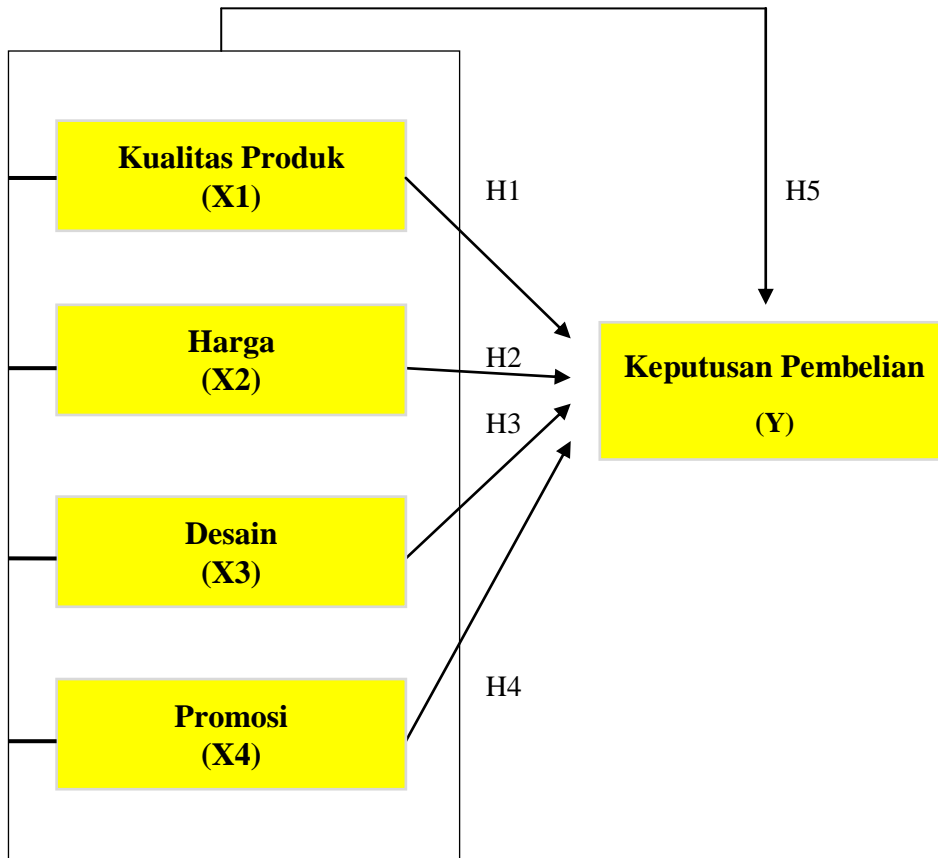 Kualitas Produk
(X1)
H1
H5
Harga
(X2)
H2
Keputusan Pembelian
(Y)
H3
Desain
(X3)
H4
Promosi
(X4)